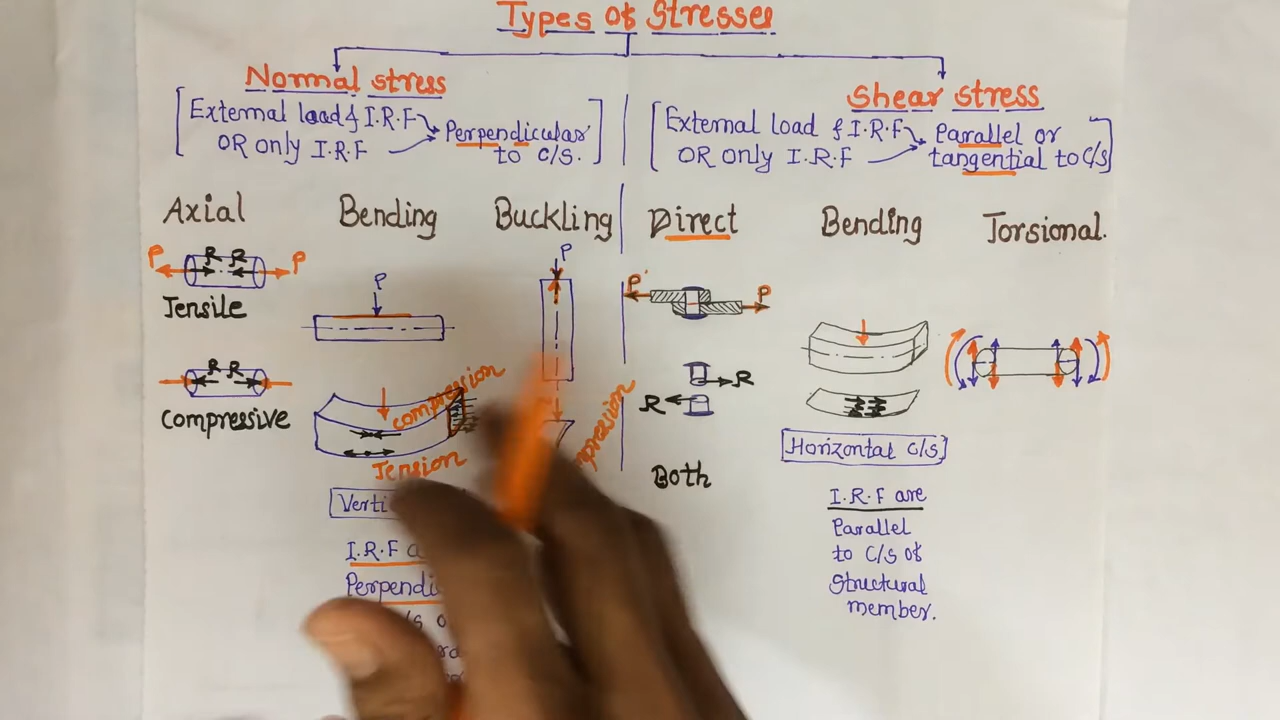 Types of Stresses
Normal stress
External load & I.R.F
OR only I.R.F
Perpendicular
to C/S.
Shear stress
External load & I.R.F
OR only I.R.F
Parallel or
tangential to C/S
Axial
P R R P
Tensile
R R
Compressive
Bending
P
compression
Tension
I.R.F
Buckling
P
Direct
P P
R
R
Both
Bending
Horizontal C/S
I.R.F are
Parallel
to C/S of
Structural
member.
Torsional.